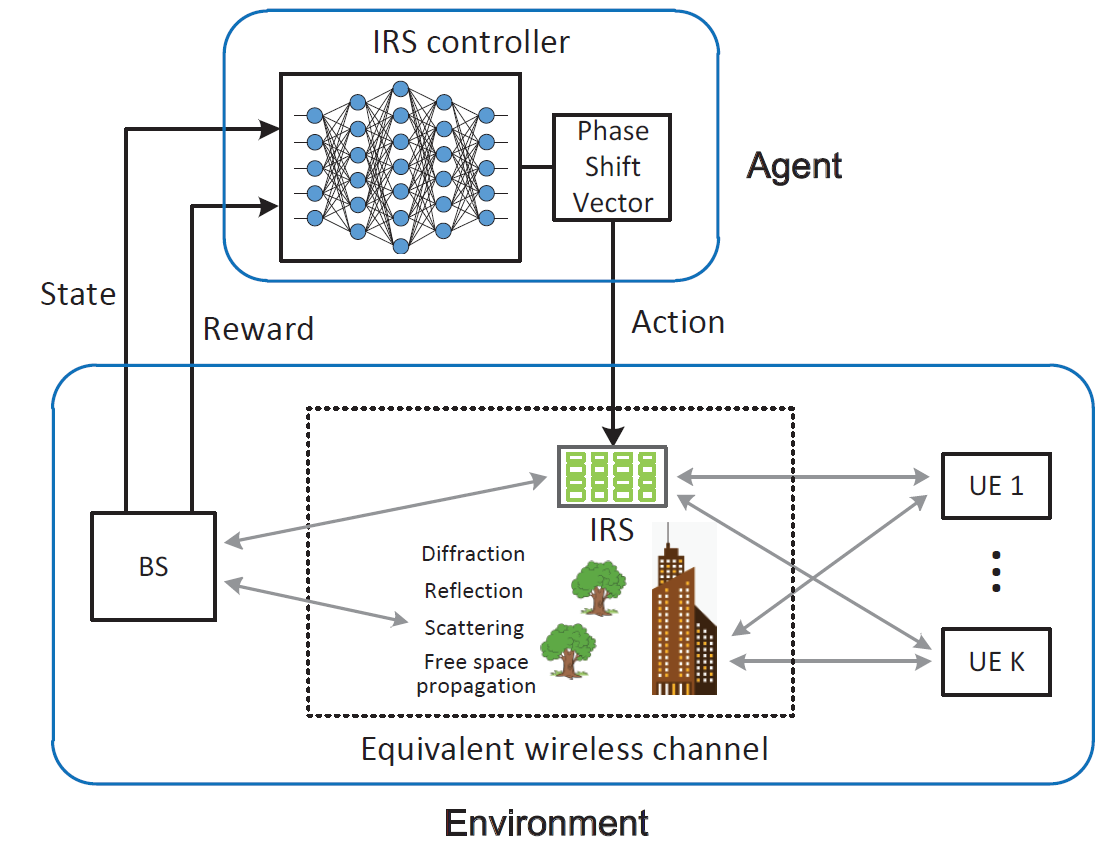 IRS controller
Phase
Shift
Vector
Agent
State
Reward
Action
BS
IRS
UE 1
Diffraction
Reflection
Scattering
Free space
propagation
UE K
Equivalent wireless channel
Environment